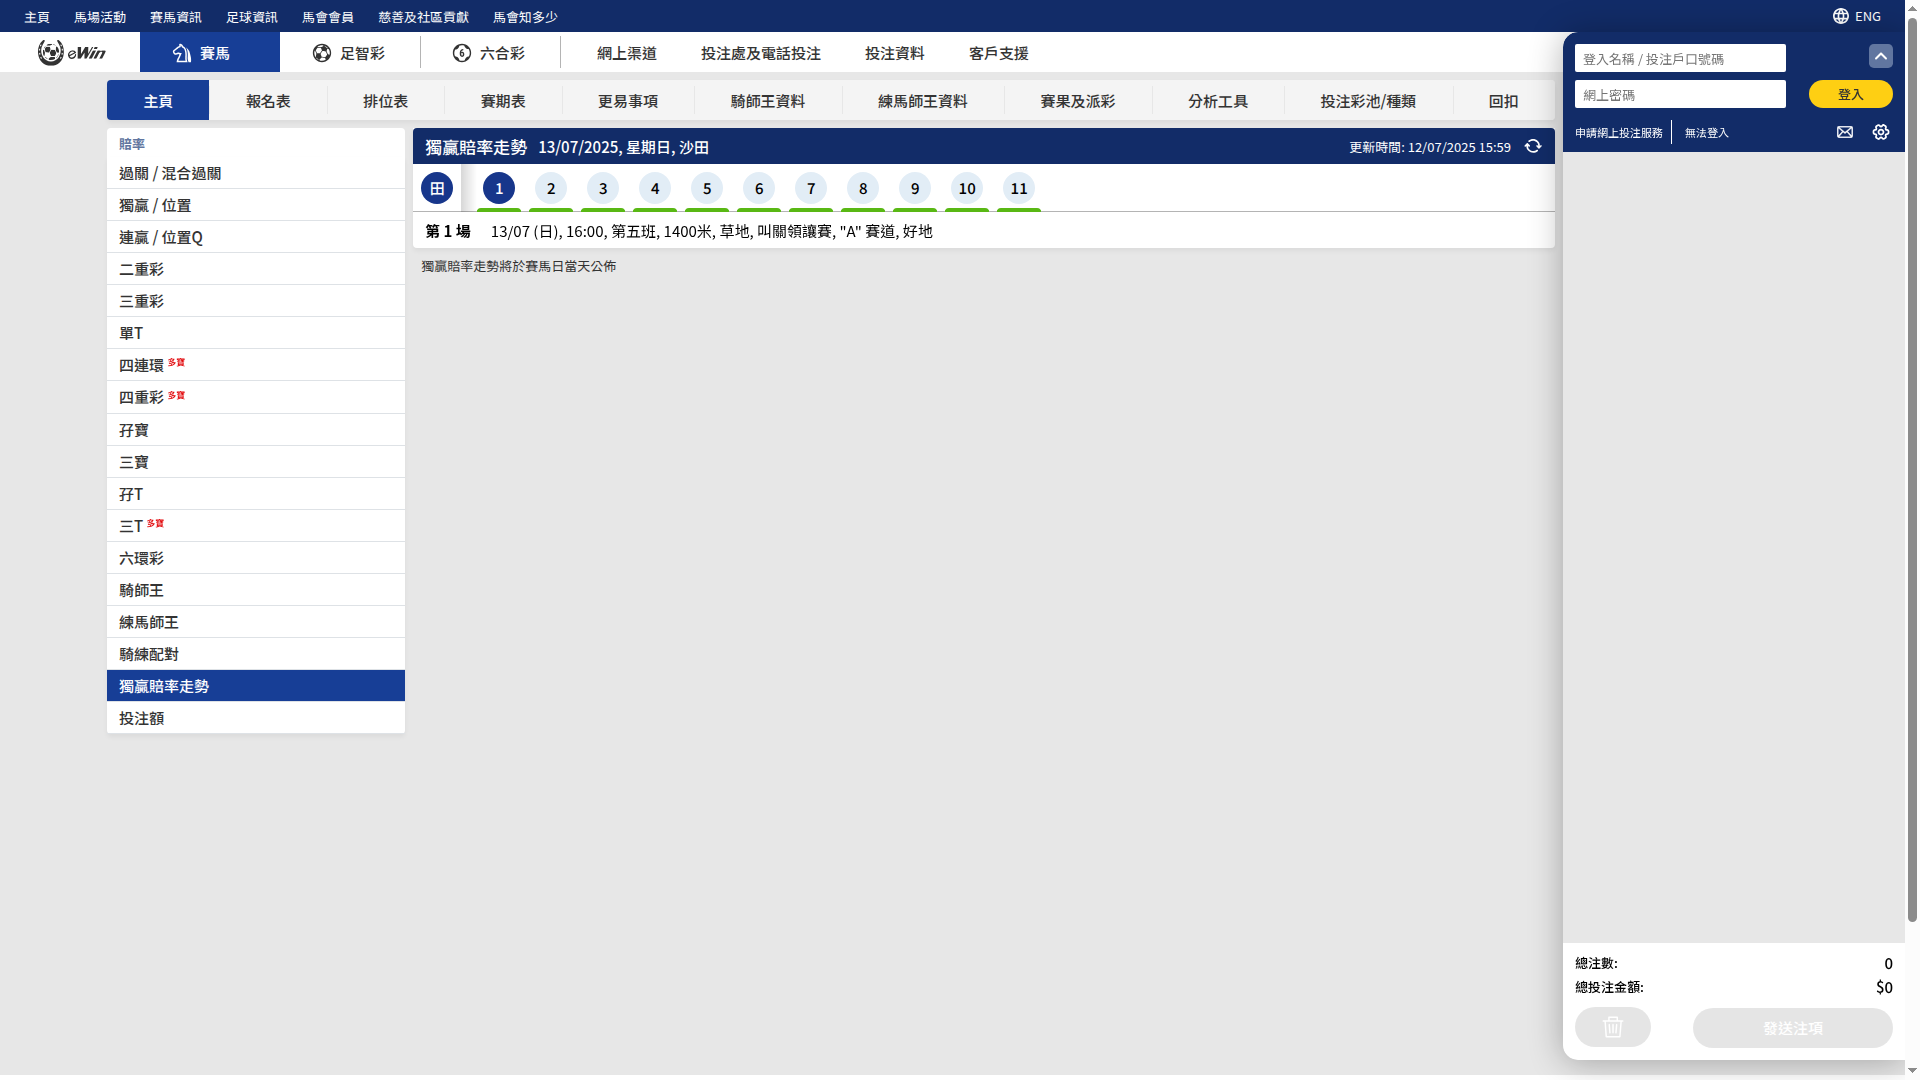 主頁 馬場活動 賽馬資訊 足球資訊 馬會會員 慈善及社區貢獻 馬會知多少 ENG
eWin 賽馬 足智彩 6 六合彩 網上渠道 投注處及電話投注 投注資料 客戶支援
登入名稱 / 投注戶口號碼
網上密碼 登入
申請網上投注服務 無法登入
主頁 報名表 排位表 賽期表 更易事項 騎師王資料 練馬師王資料 賽果及派彩 分析工具 投注彩池/種類 回扣
賠率
過關 / 混合過關
獨贏 / 位置
連贏 / 位置Q
二重彩
三重彩
單T
四連環 多寶
四重彩 多寶
孖寶
三寶
孖T
三T 多寶
六環彩
騎師王
練馬師王
騎練配對
獨贏賠率走勢
投注額
獨贏賠率走勢 13/07/2025, 星期日, 沙田 更新時間: 12/07/2025 15:59
田 1 2 3 4 5 6 7 8 9 10 11
第 1 場 13/07 (日), 16:00, 第五班, 1400米, 草地, 叫關領讓賽, "A" 賽道, 好地
獨贏賠率走勢將於賽馬日當天公佈
總注數: 0
總投注金額: $0
發送注項